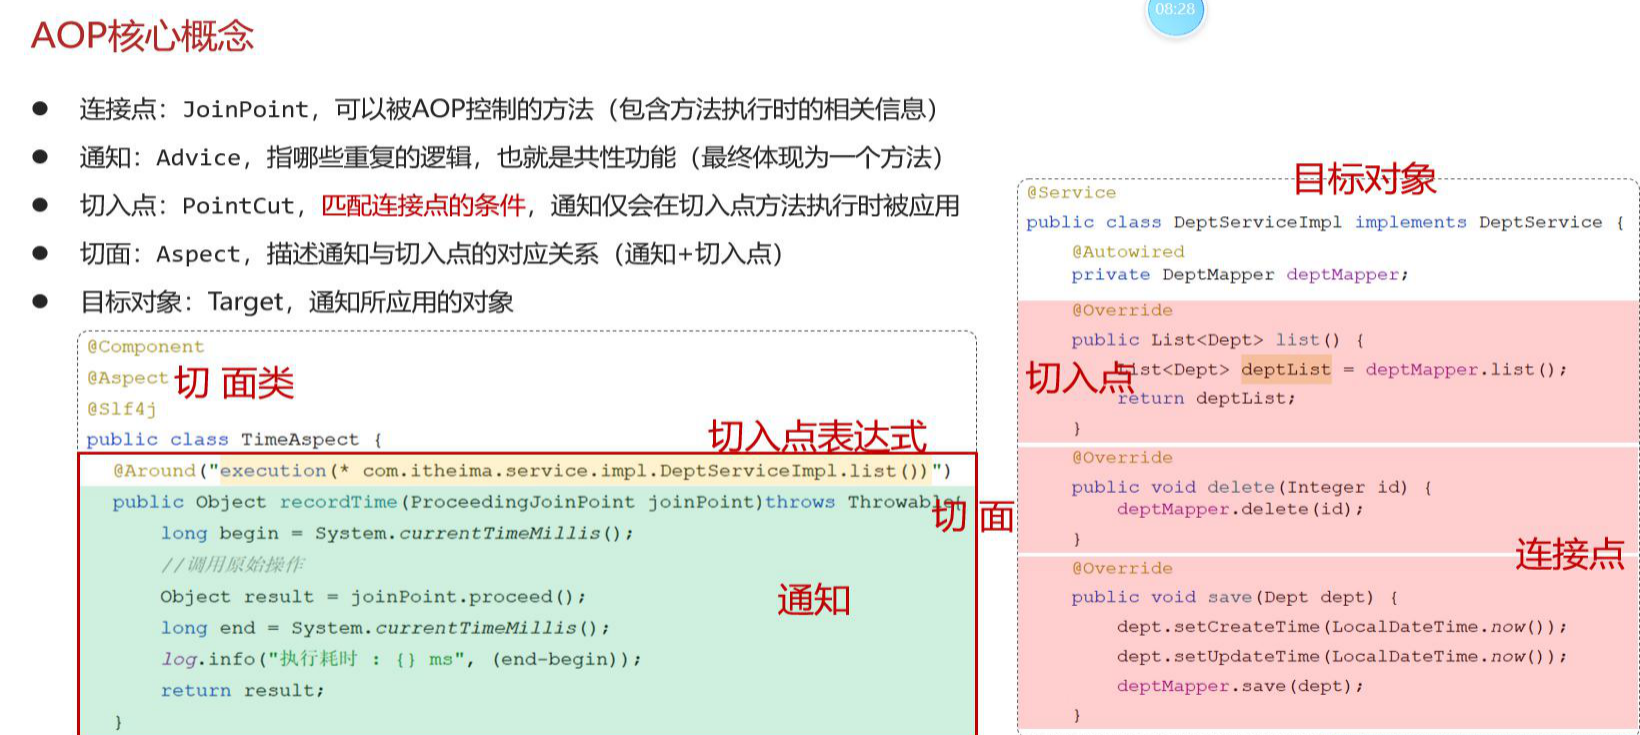 08:28
AOP核心概念
● 连接点：JoinPoint，可以被AOP控制的方法（包含方法执行时的相关信息）
● 通知：Advice，指哪些重复的逻辑，也就是共性功能（最终体现为一个方法）
● 切入点：PointCut，匹配连接点的条件，通知仅会在切入点方法执行时被应用
● 切面：Aspect，描述通知与切入点的对应关系（通知+切入点）
● 目标对象：Target，通知所应用的对象
@Component
@Aspect 切 面类
@Slf4j
public class TimeAspect {
切入点表达式
@Around("execution(* com.itheima.service.impl.DeptServiceImpl.list())")
public Object recordTime(ProceedingJoinPoint joinPoint)throws Throwable{
切 面
long begin = System.currentTimeMillis();
//调用原始操作
Object result = joinPoint.proceed();
通知
long end = System.currentTimeMillis();
log.info("执行耗时 : {} ms", (end-begin));
return result;
}
目标对象
@Service
public class DeptServiceImpl implements DeptService {
@Autowired
private DeptMapper deptMapper;
@Override
public List<Dept> list() {
切入点
List<Dept> deptList = deptMapper.list();
return deptList;
}
@Override
public void delete(Integer id) {
deptMapper.delete(id);
}
连接点
@Override
public void save(Dept dept) {
dept.setCreateTime(LocalDateTime.now());
dept.setUpdateTime(LocalDateTime.now());
deptMapper.save(dept);
}